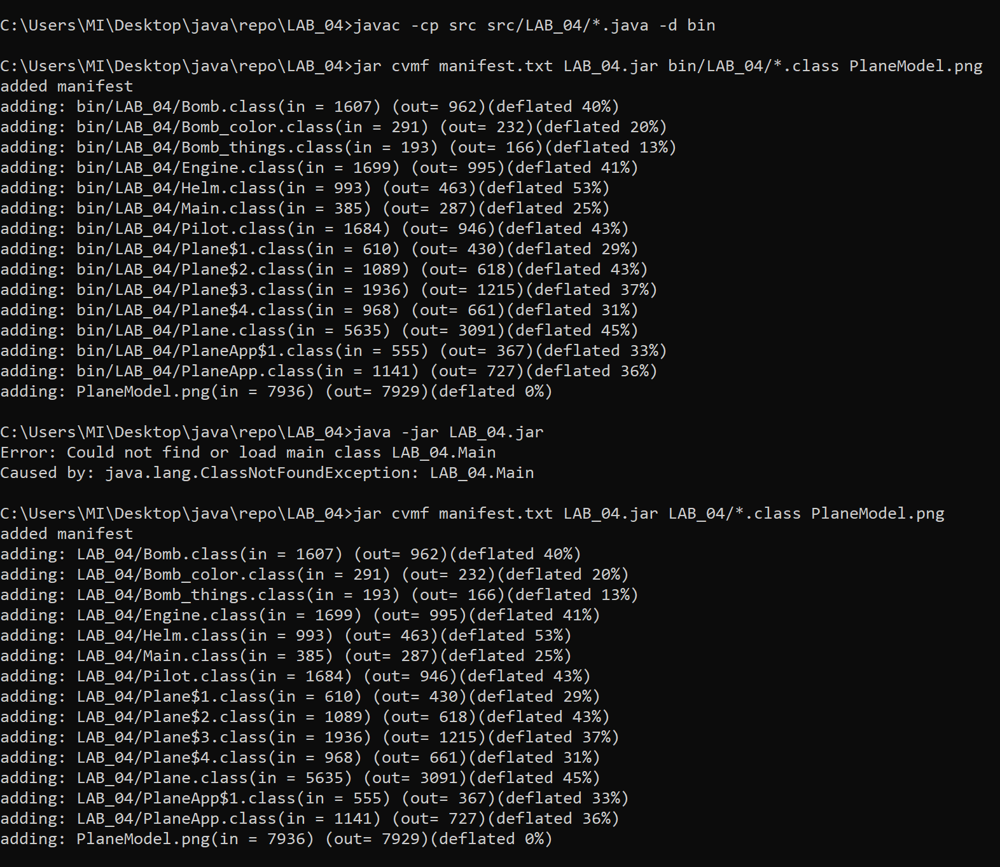 C:\Users\MI\Desktop\java\repo\LAB_04>javac -cp src src/LAB_04/*.java -d bin
C:\Users\MI\Desktop\java\repo\LAB_04>jar cvmf manifest.txt LAB_04.jar bin/LAB_04/*.class PlaneModel.png
added manifest
adding: bin/LAB_04/Bomb.class(in = 1607) (out= 962)(deflated 40%)
adding: bin/LAB_04/Bomb_color.class(in = 291) (out= 232)(deflated 20%)
adding: bin/LAB_04/Bomb_things.class(in = 193) (out= 166)(deflated 13%)
adding: bin/LAB_04/Engine.class(in = 1699) (out= 995)(deflated 41%)
adding: bin/LAB_04/Helm.class(in = 993) (out= 463)(deflated 53%)
adding: bin/LAB_04/Main.class(in = 385) (out= 287)(deflated 25%)
adding: bin/LAB_04/Pilot.class(in = 1684) (out= 946)(deflated 43%)
adding: bin/LAB_04/Plane$1.class(in = 610) (out= 430)(deflated 29%)
adding: bin/LAB_04/Plane$2.class(in = 1089) (out= 618)(deflated 43%)
adding: bin/LAB_04/Plane$3.class(in = 1936) (out= 1215)(deflated 37%)
adding: bin/LAB_04/Plane$4.class(in = 968) (out= 661)(deflated 31%)
adding: bin/LAB_04/Plane.class(in = 5635) (out= 3091)(deflated 45%)
adding: bin/LAB_04/PlaneApp$1.class(in = 555) (out= 367)(deflated 33%)
adding: bin/LAB_04/PlaneApp.class(in = 1141) (out= 727)(deflated 36%)
adding: PlaneModel.png(in = 7936) (out= 7929)(deflated 0%)
C:\Users\MI\Desktop\java\repo\LAB_04>java -jar LAB_04.jar
Error: Could not find or load main class LAB_04.Main
Caused by: java.lang.ClassNotFoundException: LAB_04.Main
C:\Users\MI\Desktop\java\repo\LAB_04>jar cvmf manifest.txt LAB_04.jar LAB_04/*.class PlaneModel.png
added manifest
adding: LAB_04/Bomb.class(in = 1607) (out= 962)(deflated 40%)
adding: LAB_04/Bomb_color.class(in = 291) (out= 232)(deflated 20%)
adding: LAB_04/Bomb_things.class(in = 193) (out= 166)(deflated 13%)
adding: LAB_04/Engine.class(in = 1699) (out= 995)(deflated 41%)
adding: LAB_04/Helm.class(in = 993) (out= 463)(deflated 53%)
adding: LAB_04/Main.class(in = 385) (out= 287)(deflated 25%)
adding: LAB_04/Pilot.class(in = 1684) (out= 946)(deflated 43%)
adding: LAB_04/Plane$1.class(in = 610) (out= 430)(deflated 29%)
adding: LAB_04/Plane$2.class(in = 1089) (out= 618)(deflated 43%)
adding: LAB_04/Plane$3.class(in = 1936) (out= 1215)(deflated 37%)
adding: LAB_04/Plane$4.class(in = 968) (out= 661)(deflated 31%)
adding: LAB_04/Plane.class(in = 5635) (out= 3091)(deflated 45%)
adding: LAB_04/PlaneApp$1.class(in = 555) (out= 367)(deflated 33%)
adding: LAB_04/PlaneApp.class(in = 1141) (out= 727)(deflated 36%)
adding: PlaneModel.png(in = 7936) (out= 7929)(deflated 0%)